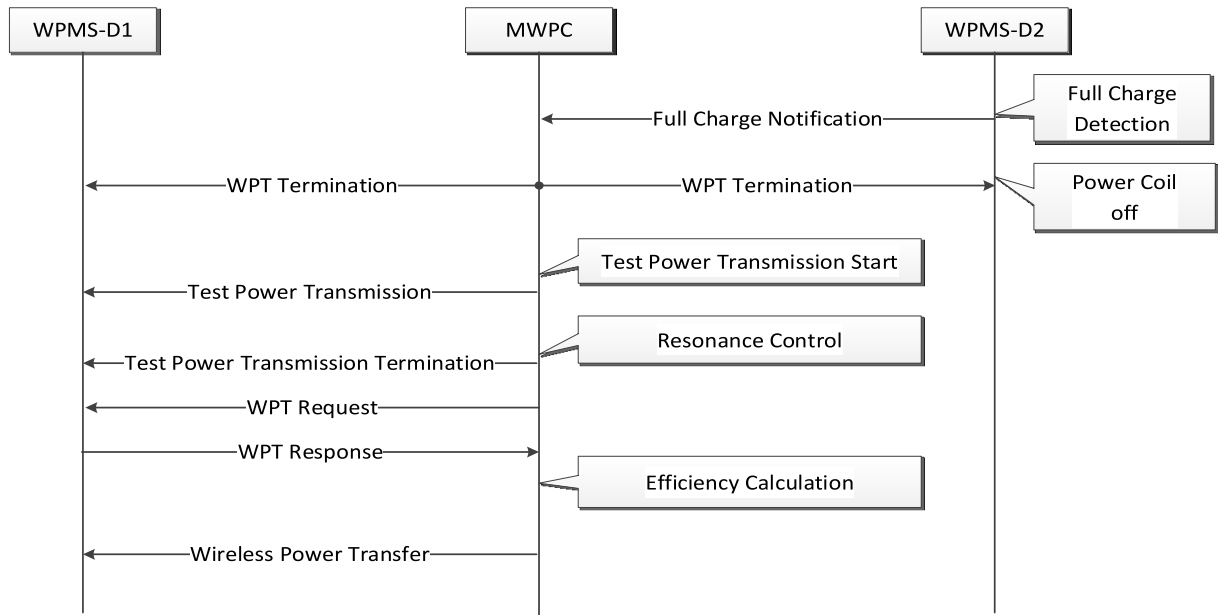 WPMS-D1
MWPC
WPMS-D2
Full Charge
Detection
Full Charge Notification
WPT Termination
WPT Termination
Power Coil
off
Test Power Transmission Start
Test Power Transmission
Resonance Control
Test Power Transmission Termination
WPT Request
WPT Response
Efficiency Calculation
Wireless Power Transfer